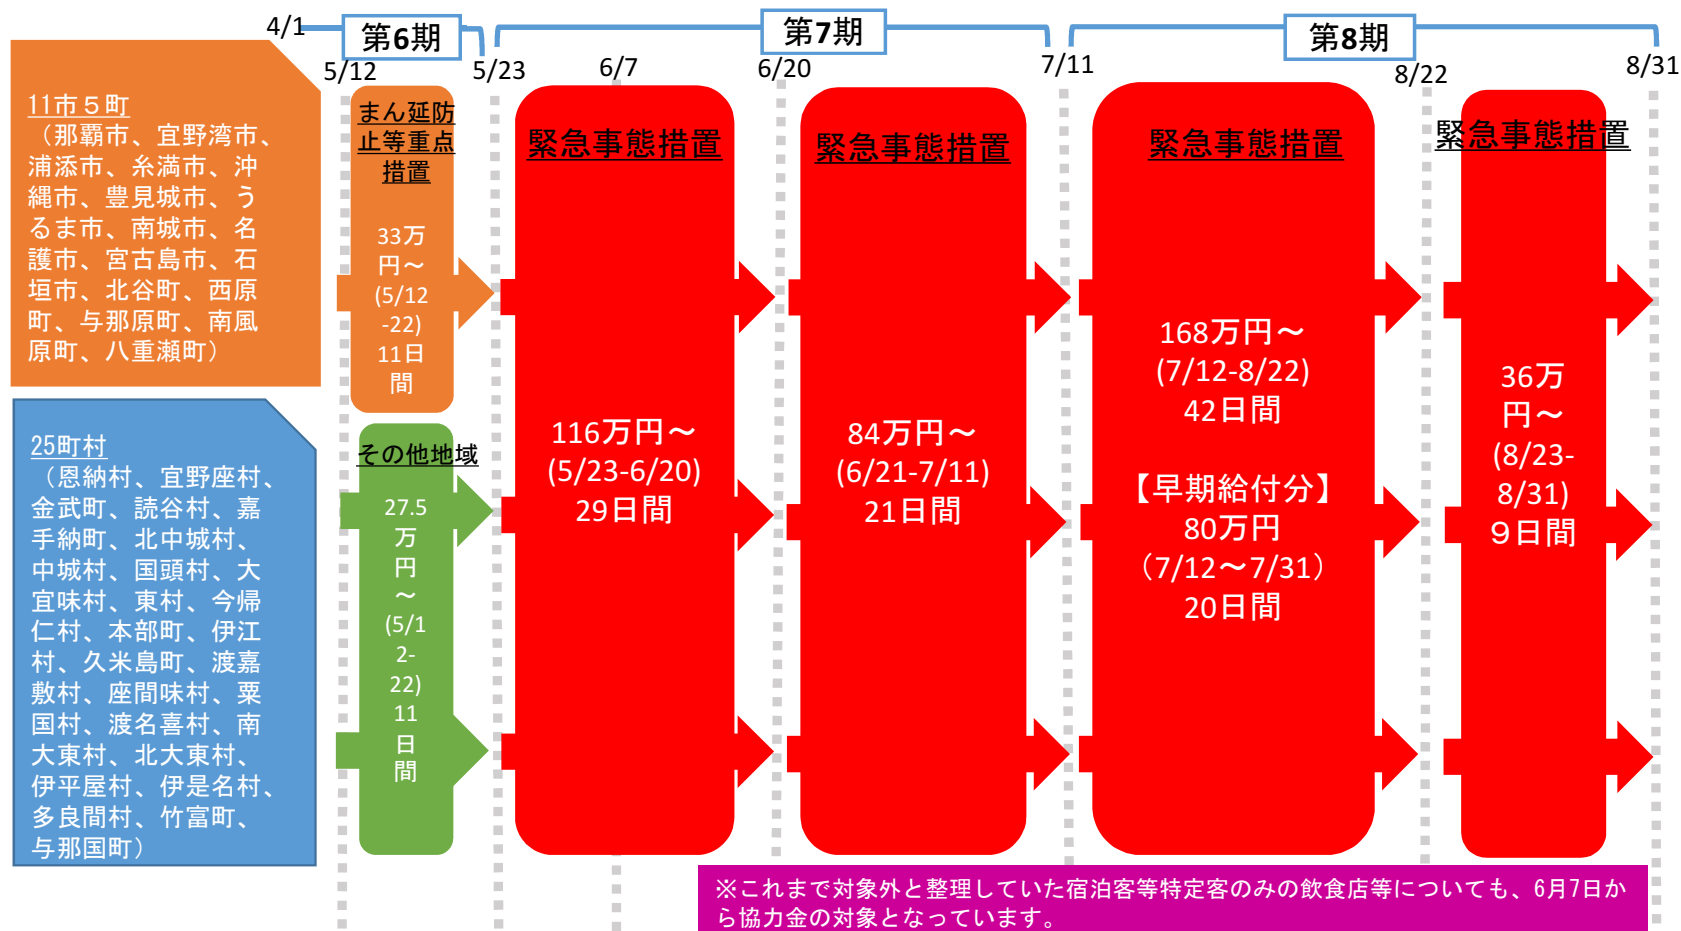 4/1
第6期
第7期
第8期
5/12
5/23
6/7
6/20
7/11
8/22
8/31
11市５町
（那覇市、宜野湾市、
浦添市、糸満市、沖
縄市、豊見城市、う
るま市、南城市、名
護市、宮古島市、石
垣市、北谷町、西原
町、与那原町、南風
原町、八重瀬町）
25町村
（恩納村、宜野座村、
金武町、読谷村、嘉
手納町、北中城村、
中城村、国頭村、大
宜味村、東村、今帰
仁村、本部町、伊江
村、久米島町、渡嘉
敷村、座間味村、粟
国村、渡名喜村、南
大東村、北大東村、
伊平屋村、伊是名村、
多良間村、竹富町、
与那国町）
まん延防
止等重点
措置
33万
円～
(5/12
-22)
11日
間
その他地域
27.5
万
円
～
(5/1
2-
22)
11
日
間
緊急事態措置
116万円～
(5/23-6/20)
29日間
緊急事態措置
84万円～
(6/21-7/11)
21日間
緊急事態措置
168万円～
(7/12-8/22)
42日間
【早期給付分】
80万円
（7/12～7/31）
20日間
緊急事態措置
36万
円～
(8/23-
8/31)
９日間
※これまで対象外と整理していた宿泊客等特定客のみの飲食店等についても、6月7日か
ら協力金の対象となっています。